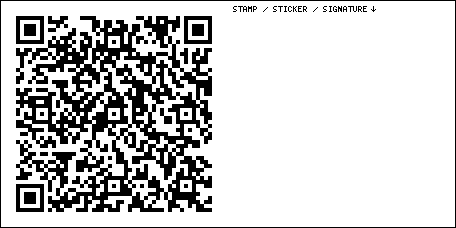 STAMP / STICKER / SIGNATURE ↓